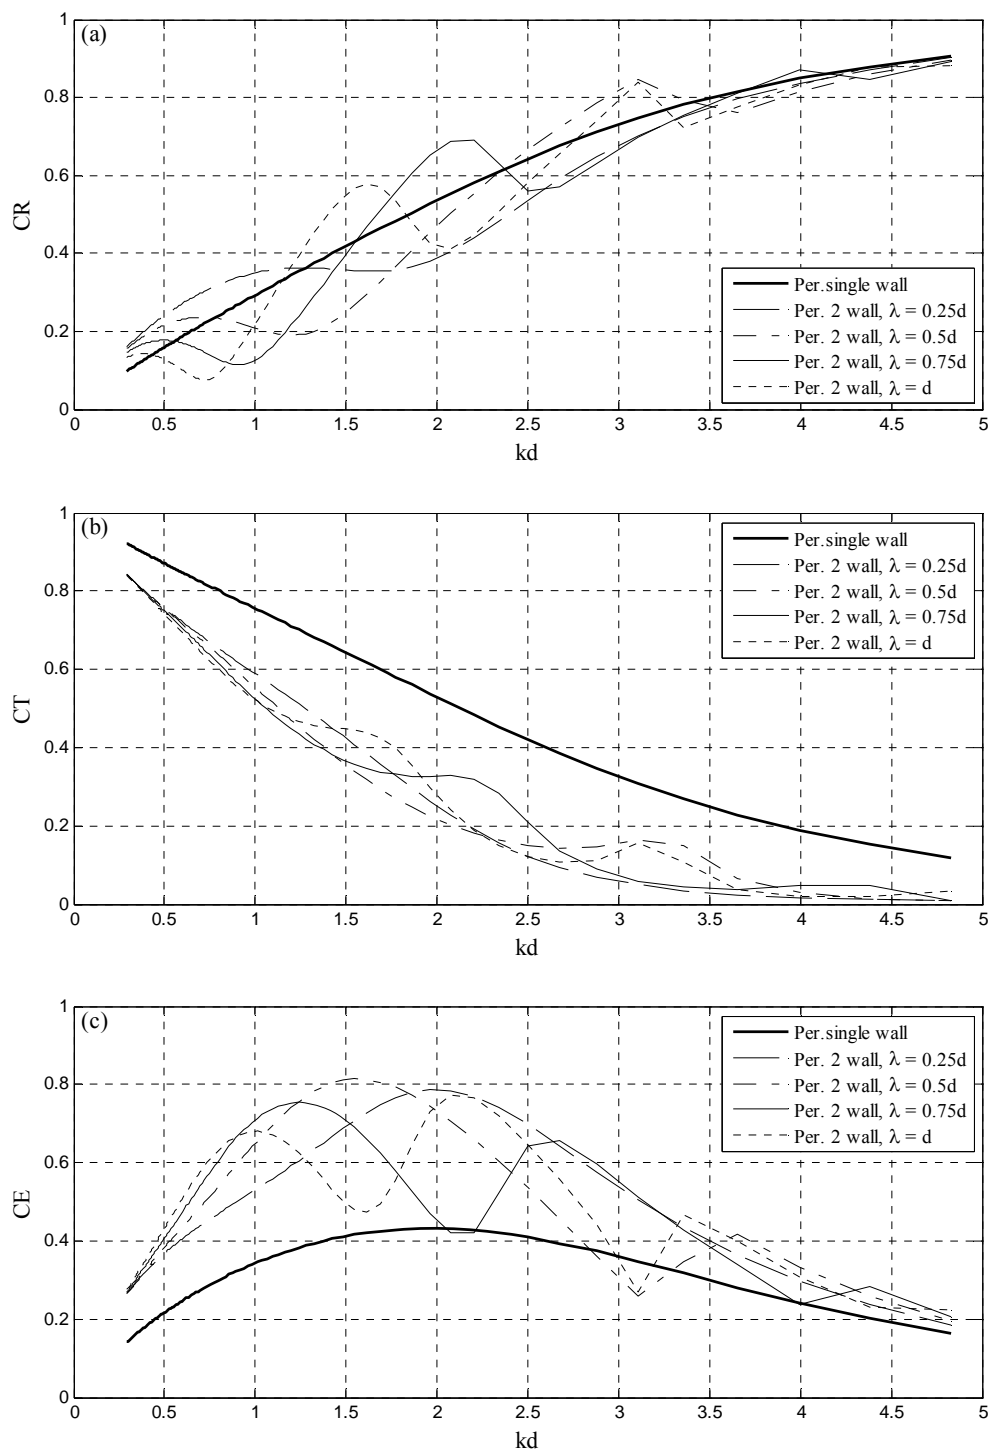 (a)
CR
1
0.8
0.6
0.4
0.2
0
Per.single wall
Per. 2 wall, λ = 0.25d
Per. 2 wall, λ = 0.5d
Per. 2 wall, λ = 0.75d
Per. 2 wall, λ = d
0 0.5 1 1.5 2 2.5 3 3.5 4 4.5 5
kd
(b)
CT
1
0.8
0.6
0.4
0.2
0
Per.single wall
Per. 2 wall, λ = 0.25d
Per. 2 wall, λ = 0.5d
Per. 2 wall, λ = 0.75d
Per. 2 wall, λ = d
0 0.5 1 1.5 2 2.5 3 3.5 4 4.5 5
kd
(c)
CE
1
0.8
0.6
0.4
0.2
0
Per.single wall
Per. 2 wall, λ = 0.25d
Per. 2 wall, λ = 0.5d
Per. 2 wall, λ = 0.75d
Per. 2 wall, λ = d
0 0.5 1 1.5 2 2.5 3 3.5 4 4.5 5
kd